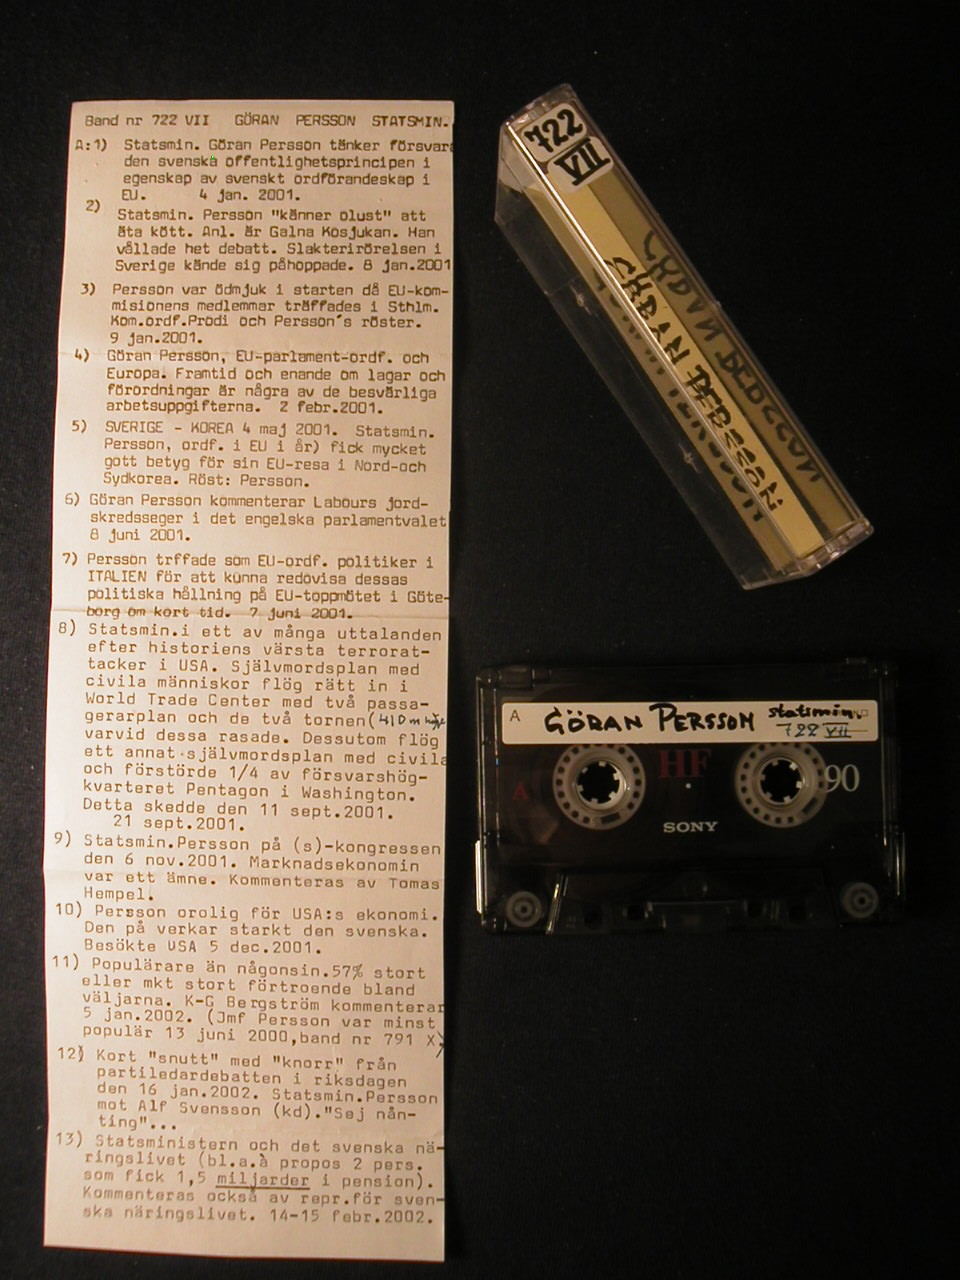 Band nr 722 VII GÖRAN PERSSON STATSMIN.
A:1) Statsmin. Göran Persson tänker försvara
den svenska offentlighetsprincipen i
egenskap av svenskt ordförandeskap i
EU. 4 jan. 2001.
2) Statsmin. Persson "känner olust" att
äta kött. Anl. är Galna Kosjukan. Han
vållade het debatt. Slakterirörelsen i
Sverige kände sig påhoppade. 8 jan.2001
3) Persson var ödmjuk i starten då EU-kom-
misionens medlemmar träffades i Sthlm.
Kom.ordf.Prodi och Persson's röster.
9 jan.2001.
4) Göran Persson, EU-parlament-ordf. och
Europa. Framtid och enande om lagar och
förordningar är några av de besvärliga
arbetsuppgifterna. 2 febr.2001.
5) SVERIGE - KOREA 4 maj 2001. Statsmin.
Persson, ordf. i EU i år) fick mycket
gott betyg för sin EU-resa i Nord-och
Sydkorea. Röst: Persson.
6) Göran Persson kommenterar Labours jord-
skredsseger i det engelska parlamentvalet
8 juni 2001.
7) Persson trffade som EU-ordf. politiker i
ITALIEN för att kunna redovisa dessas
politiska hållning på EU-toppmötet i Göte-
borg om kort tid. 7 juni 2001.
8) Statsmin.i ett av många uttalanden
efter historiens värsta terrorat-
tacker i USA. Självmordsplan med
civila människor flög rätt in i
World Trade Center med två passa-
gerarplan och de två tornen(410 m höga
varvid dessa rasade. Dessutom flög
ett annat självmordsplan med civila
och förstörde 1/4 av försvarshög-
kvarteret Pentagon i Washington.
Detta skedde den 11 sept.2001.
21 sept.2001.
9) Statsmin.Persson på (s)-kongressen
den 6 nov.2001. Marknadsekonomin
var ett ämne. Kommenteras av Tomas
Hempel.
10) Persson orolig för USA:s ekonomi.
Den på verkar starkt den svenska.
Besökte USA 5 dec.2001.
11) Populärare än någonsin.57% stort
eller mkt stort förtroende bland
väljarna. K-G Bergström kommenterar
5 jan.2002. (Jmf Persson var minst
populär 13 juni 2000,band nr 791 X)
12) Kort "snutt" med "knorr" från
partiledardebatten i riksdagen
den 16 jan.2002. Statsmin.Persson
mot Alf Svensson (kd)."Sej nån-
ting"...
13) Statsministern och det svenska nä-
ringslivet (bl.a.à propos 2 pers.
som fick 1,5 miljarder i pension).
Kommenteras också av repr.för sven-
ska näringslivet. 14-15 febr.2002.
722
VII
GÖRAN PERSSON
A GÖRAN PERSSON statsmin.
722 VII
HF
A
90
SONY